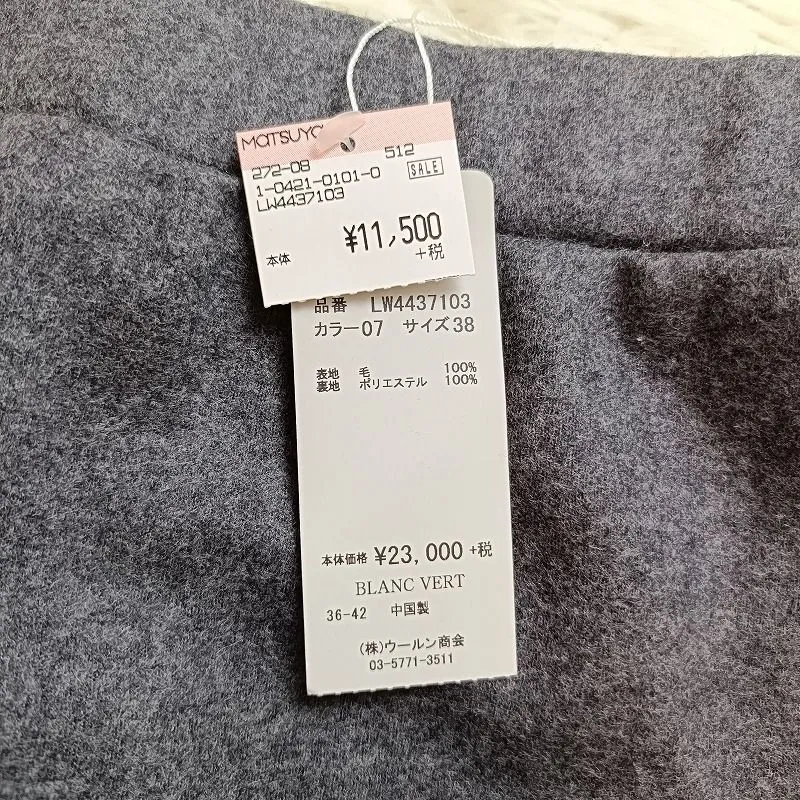 MATSUYA
272-08 512
1-0421-0101-0 SALE
LW4437103
¥11,500
本体 +税
品番 LW4437103
カラー07 サイズ38
表地 毛 100%
裏地 ポリエステル 100%
本体価格 ¥23,000 +税
BLANC VERT
36-42 中国製
(株)ウールン商会
03-5771-3511